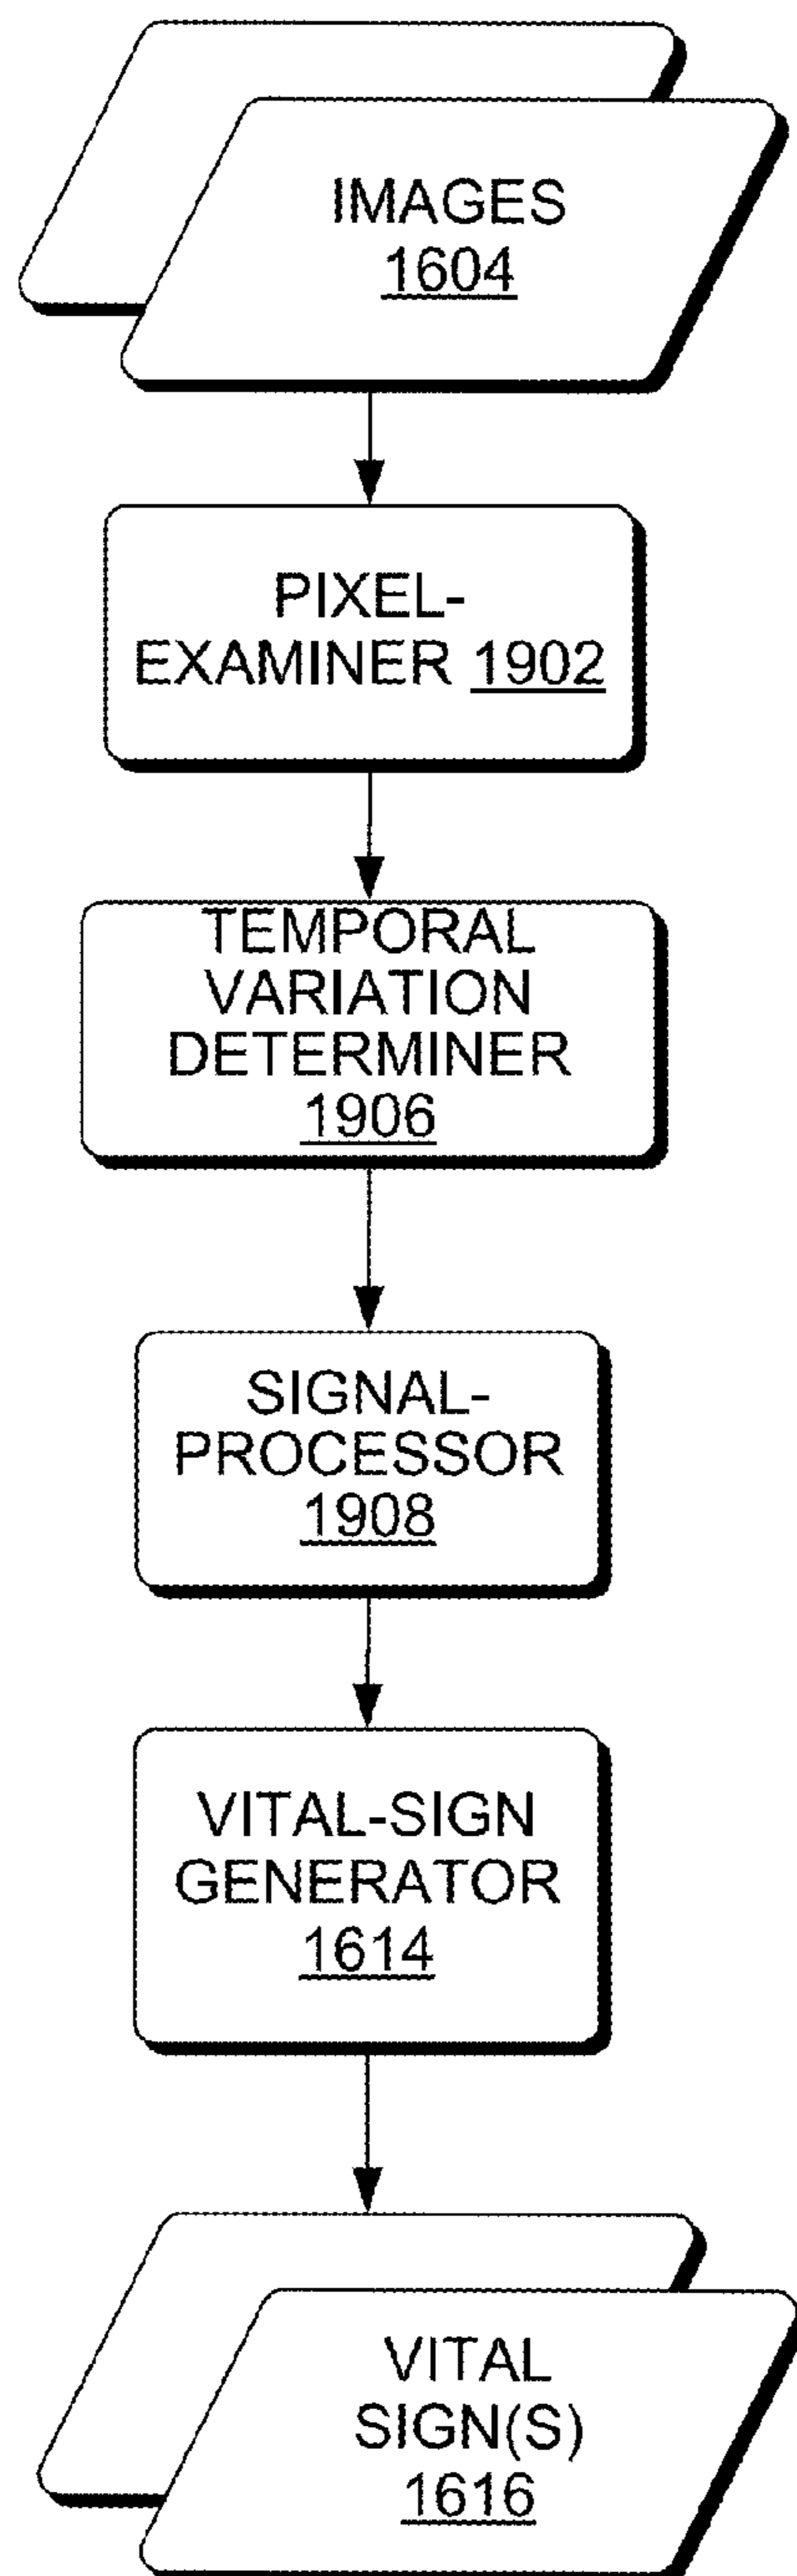 IMAGES
1604
PIXEL-
EXAMINER 1902
TEMPORAL
VARIATION
DETERMINER
1906
SIGNAL-
PROCESSOR
1908
VITAL-SIGN
GENERATOR
1614
VITAL
SIGN(S)
1616